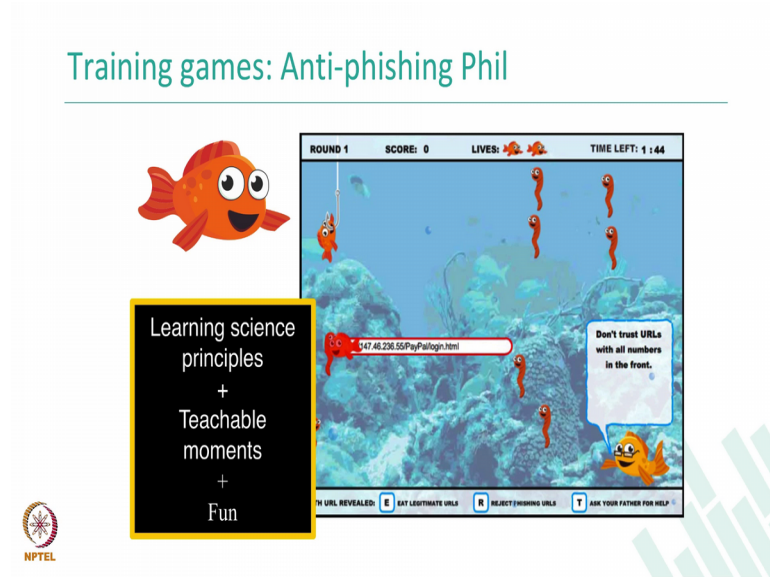 Training games: Anti-phishing Phil
ROUND 1 SCORE: 0 LIVES: TIME LEFT: 1 : 44
147.46.236.55/PayPal/login.html
Don't trust URLs
with all numbers
in the front.
Learning science
principles
+
Teachable
moments
+
Fun
URL REVEALED: E EAT LEGITIMATE URLS R REJECT PHISHING URLS T ASK YOUR FATHER FOR HELP
NPTEL